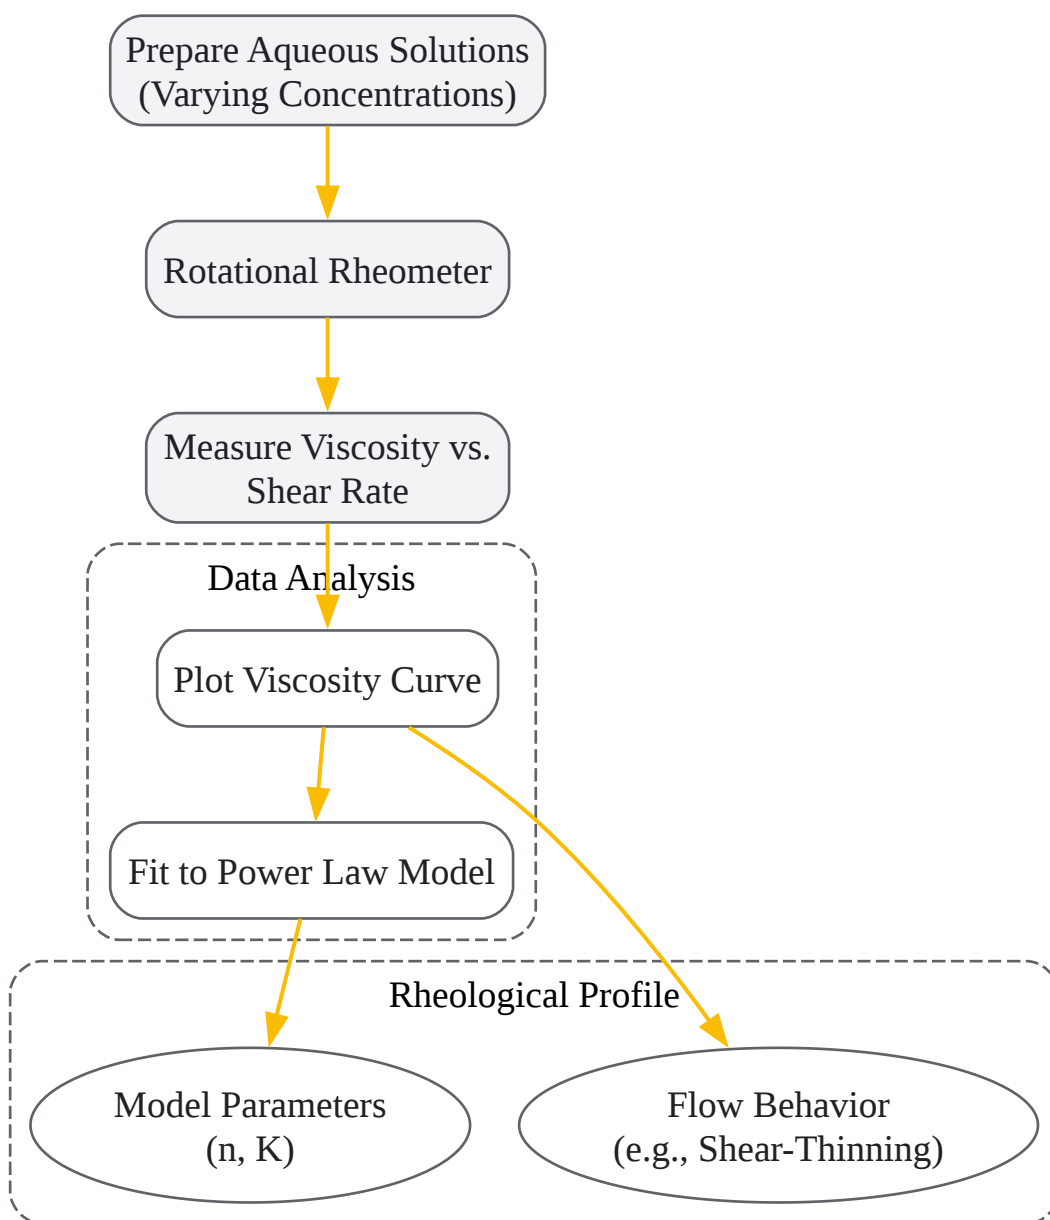 Prepare Aqueous Solutions
(Varying Concentrations)
Rotational Rheometer
Measure Viscosity vs.
Shear Rate
Data Analysis
Plot Viscosity Curve
Fit to Power Law Model
Rheological Profile
Model Parameters
(n, K)
Flow Behavior
(e.g., Shear-Thinning)